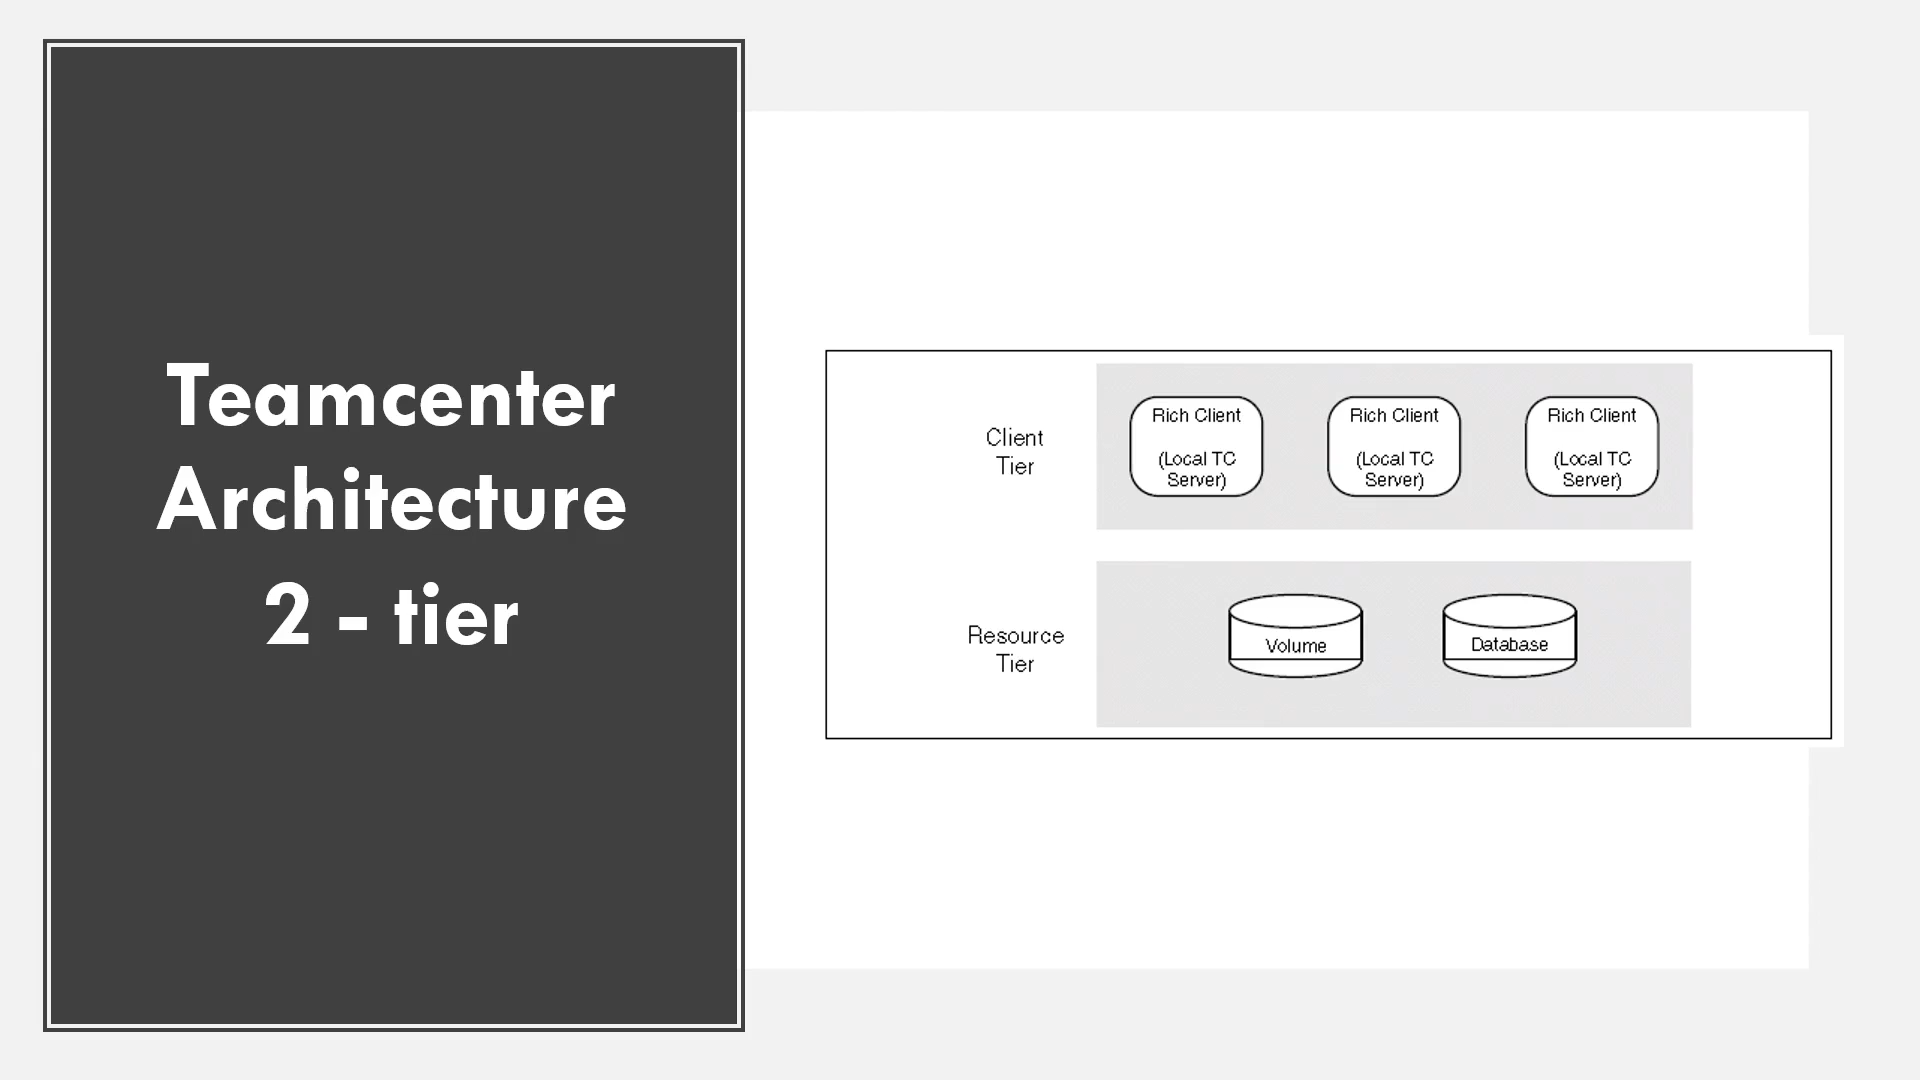 Teamcenter
Architecture
2 - tier
Client
Tier
Rich Client
(Local TC
Server)
Rich Client
(Local TC
Server)
Rich Client
(Local TC
Server)
Resource
Tier
Volume
Database